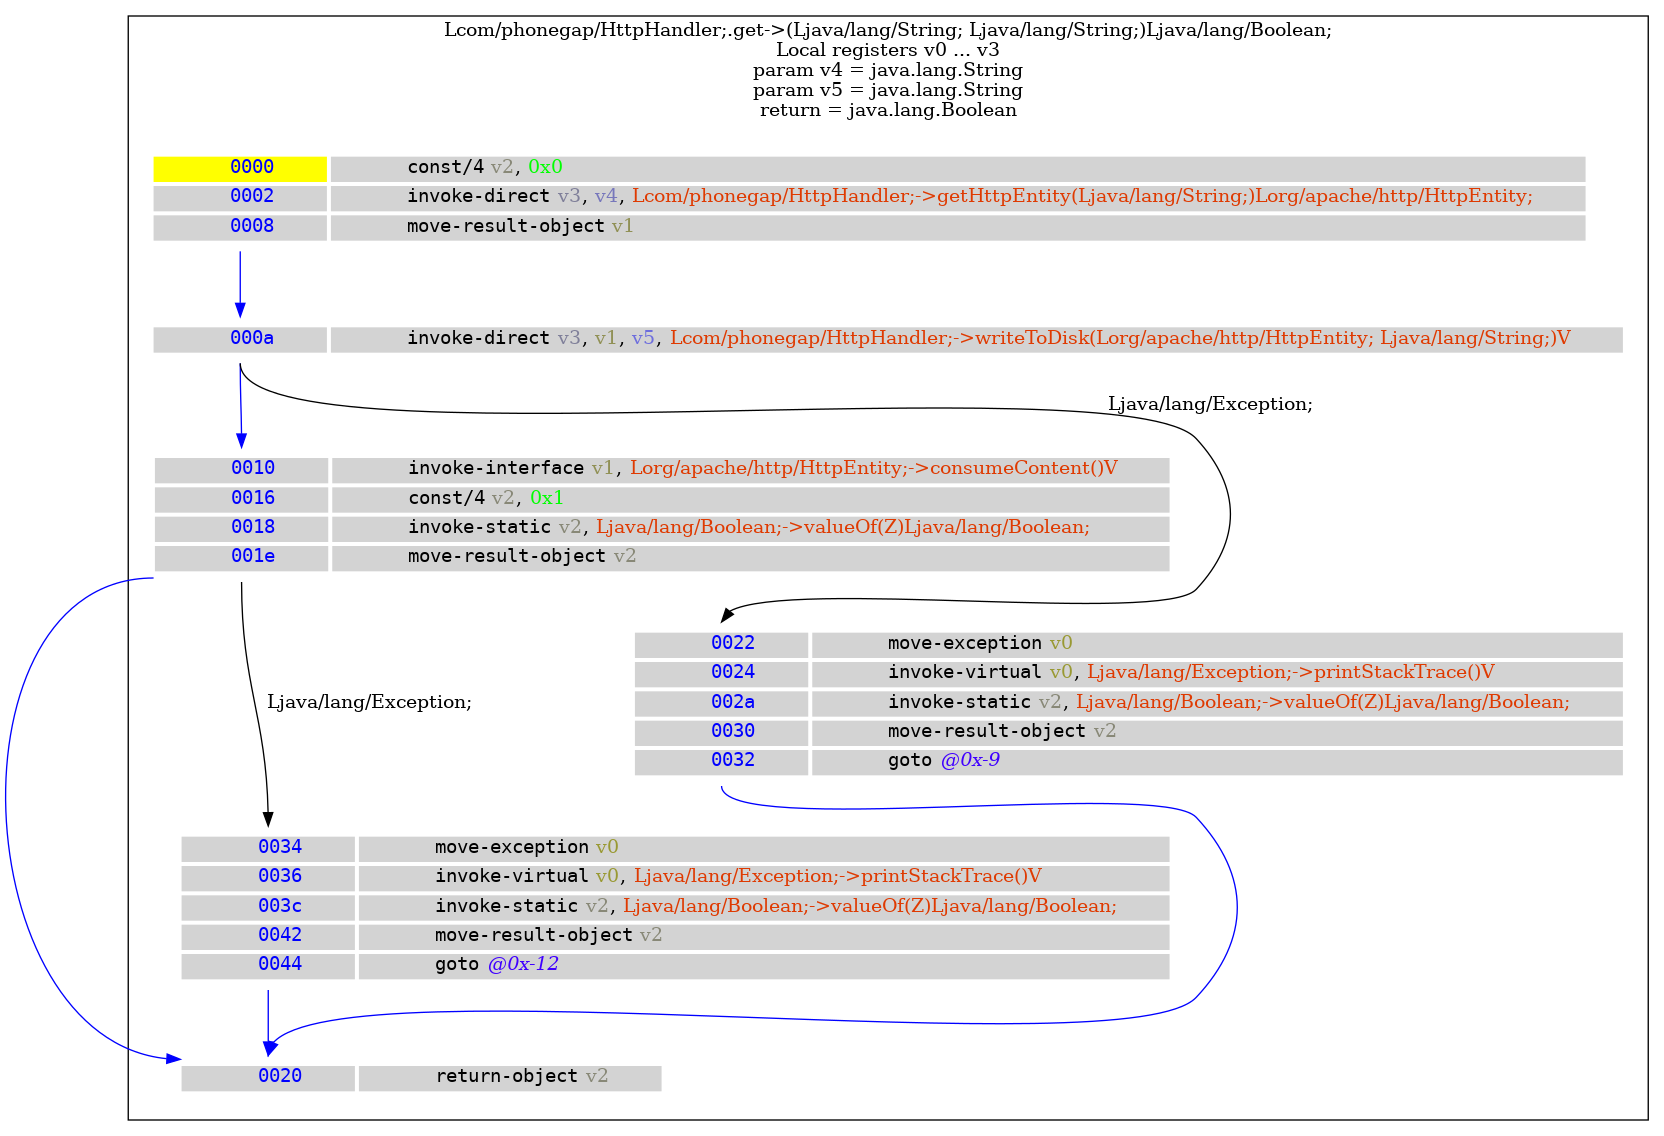 Lcom/phonegap/HttpHandler;.get->(Ljava/lang/String; Ljava/lang/String;)Ljava/lang/Boolean;
Local registers v0 ... v3
param v4 = java.lang.String
param v5 = java.lang.String
return = java.lang.Boolean
0000 const/4 v2, 0x0
0002 invoke-direct v3, v4, Lcom/phonegap/HttpHandler;->getHttpEntity(Ljava/lang/String;)Lorg/apache/http/HttpEntity;
0008 move-result-object v1
000a invoke-direct v3, v1, v5, Lcom/phonegap/HttpHandler;->writeToDisk(Lorg/apache/http/HttpEntity; Ljava/lang/String;)V
Ljava/lang/Exception;
0010 invoke-interface v1, Lorg/apache/http/HttpEntity;->consumeContent()V
0016 const/4 v2, 0x1
0018 invoke-static v2, Ljava/lang/Boolean;->valueOf(Z)Ljava/lang/Boolean;
001e move-result-object v2
0022 move-exception v0
0024 invoke-virtual v0, Ljava/lang/Exception;->printStackTrace()V
002a invoke-static v2, Ljava/lang/Boolean;->valueOf(Z)Ljava/lang/Boolean;
0030 move-result-object v2
0032 goto @0x-9
Ljava/lang/Exception;
0034 move-exception v0
0036 invoke-virtual v0, Ljava/lang/Exception;->printStackTrace()V
003c invoke-static v2, Ljava/lang/Boolean;->valueOf(Z)Ljava/lang/Boolean;
0042 move-result-object v2
0044 goto @0x-12
0020 return-object v2